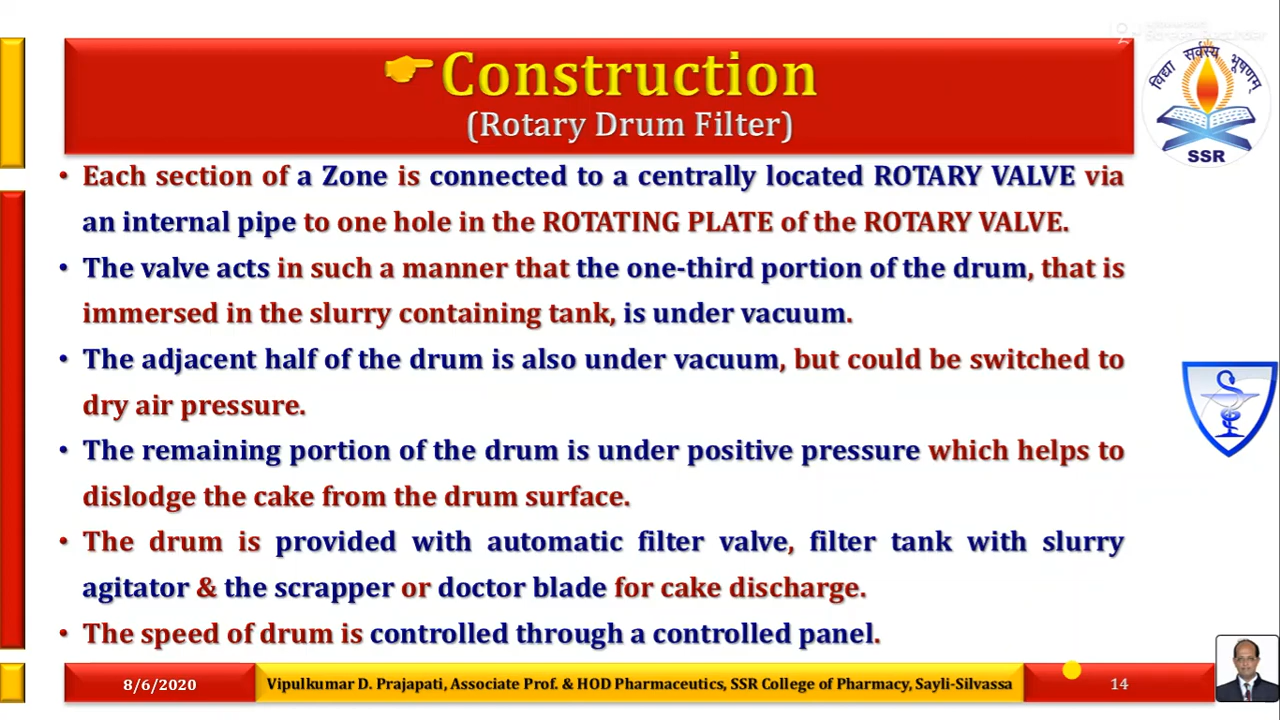 👉Construction
(Rotary Drum Filter)
विद्या सर्वस्य भूषणम्
SSR
• Each section of a Zone is connected to a centrally located ROTARY VALVE via
an internal pipe to one hole in the ROTATING PLATE of the ROTARY VALVE.
• The valve acts in such a manner that the one-third portion of the drum, that is
immersed in the slurry containing tank, is under vacuum.
• The adjacent half of the drum is also under vacuum, but could be switched to
dry air pressure.
• The remaining portion of the drum is under positive pressure which helps to
dislodge the cake from the drum surface.
• The drum is provided with automatic filter valve, filter tank with slurry
agitator & the scrapper or doctor blade for cake discharge.
• The speed of drum is controlled through a controlled panel.
8/6/2020
Vipulkumar D. Prajapati, Associate Prof. & HOD Pharmaceutics, SSR College of Pharmacy, Sayli-Silvassa
14